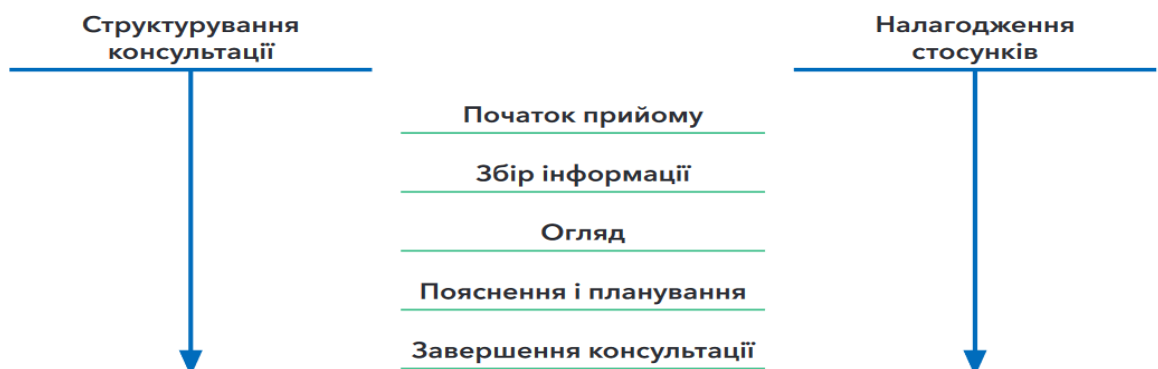 Структурування
консультації
Налагодження
стосунків
Початок прийому
Збір інформації
Огляд
Пояснення і планування
Завершення консультації